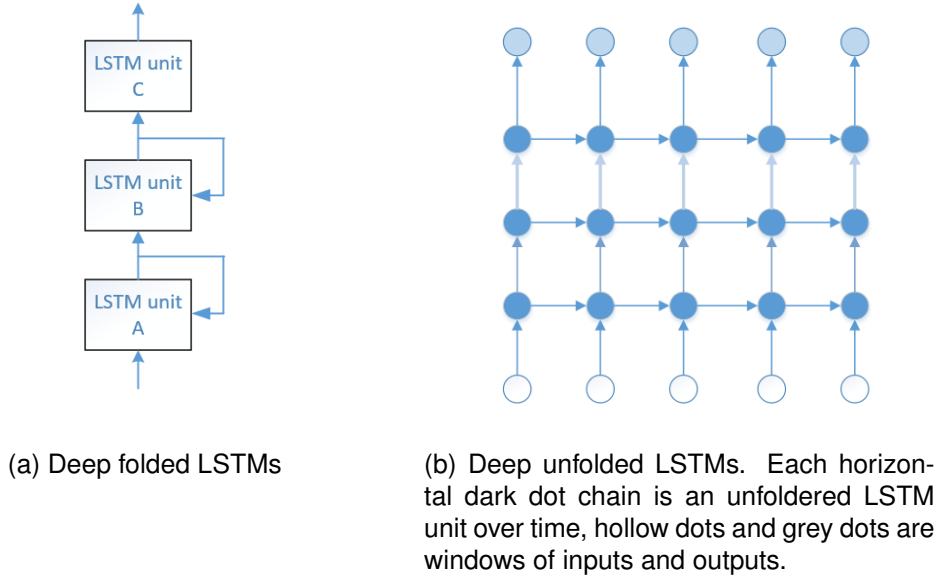 LSTM unit
C
LSTM unit
B
LSTM unit
A
(a) Deep folded LSTMs
(b) Deep unfolded LSTMs. Each horizon-
tal dark dot chain is an unfoldered LSTM
unit over time, hollow dots and grey dots are
windows of inputs and outputs.